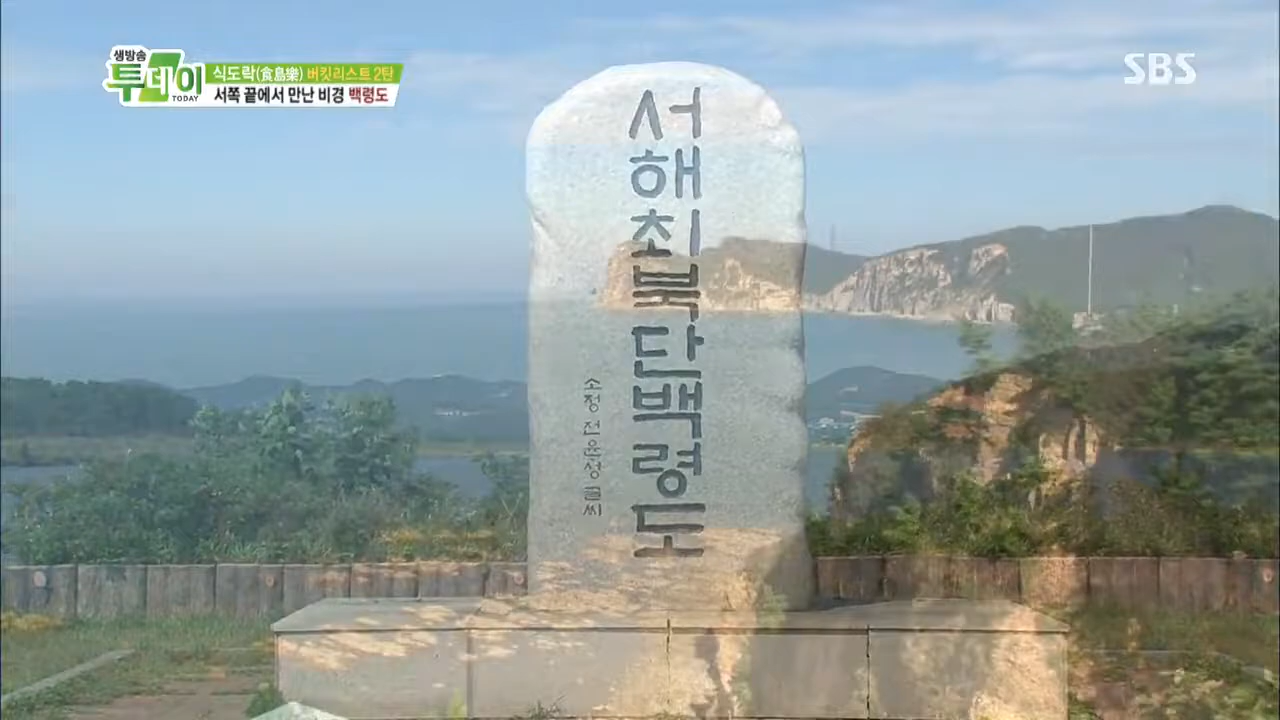 생방송
투데이
TODAY
식도락(食島樂) 버킷리스트 2탄
서쪽 끝에서 만난 비경 백령도
SBS
서해최북단백령도
소정 전윤성 글씨